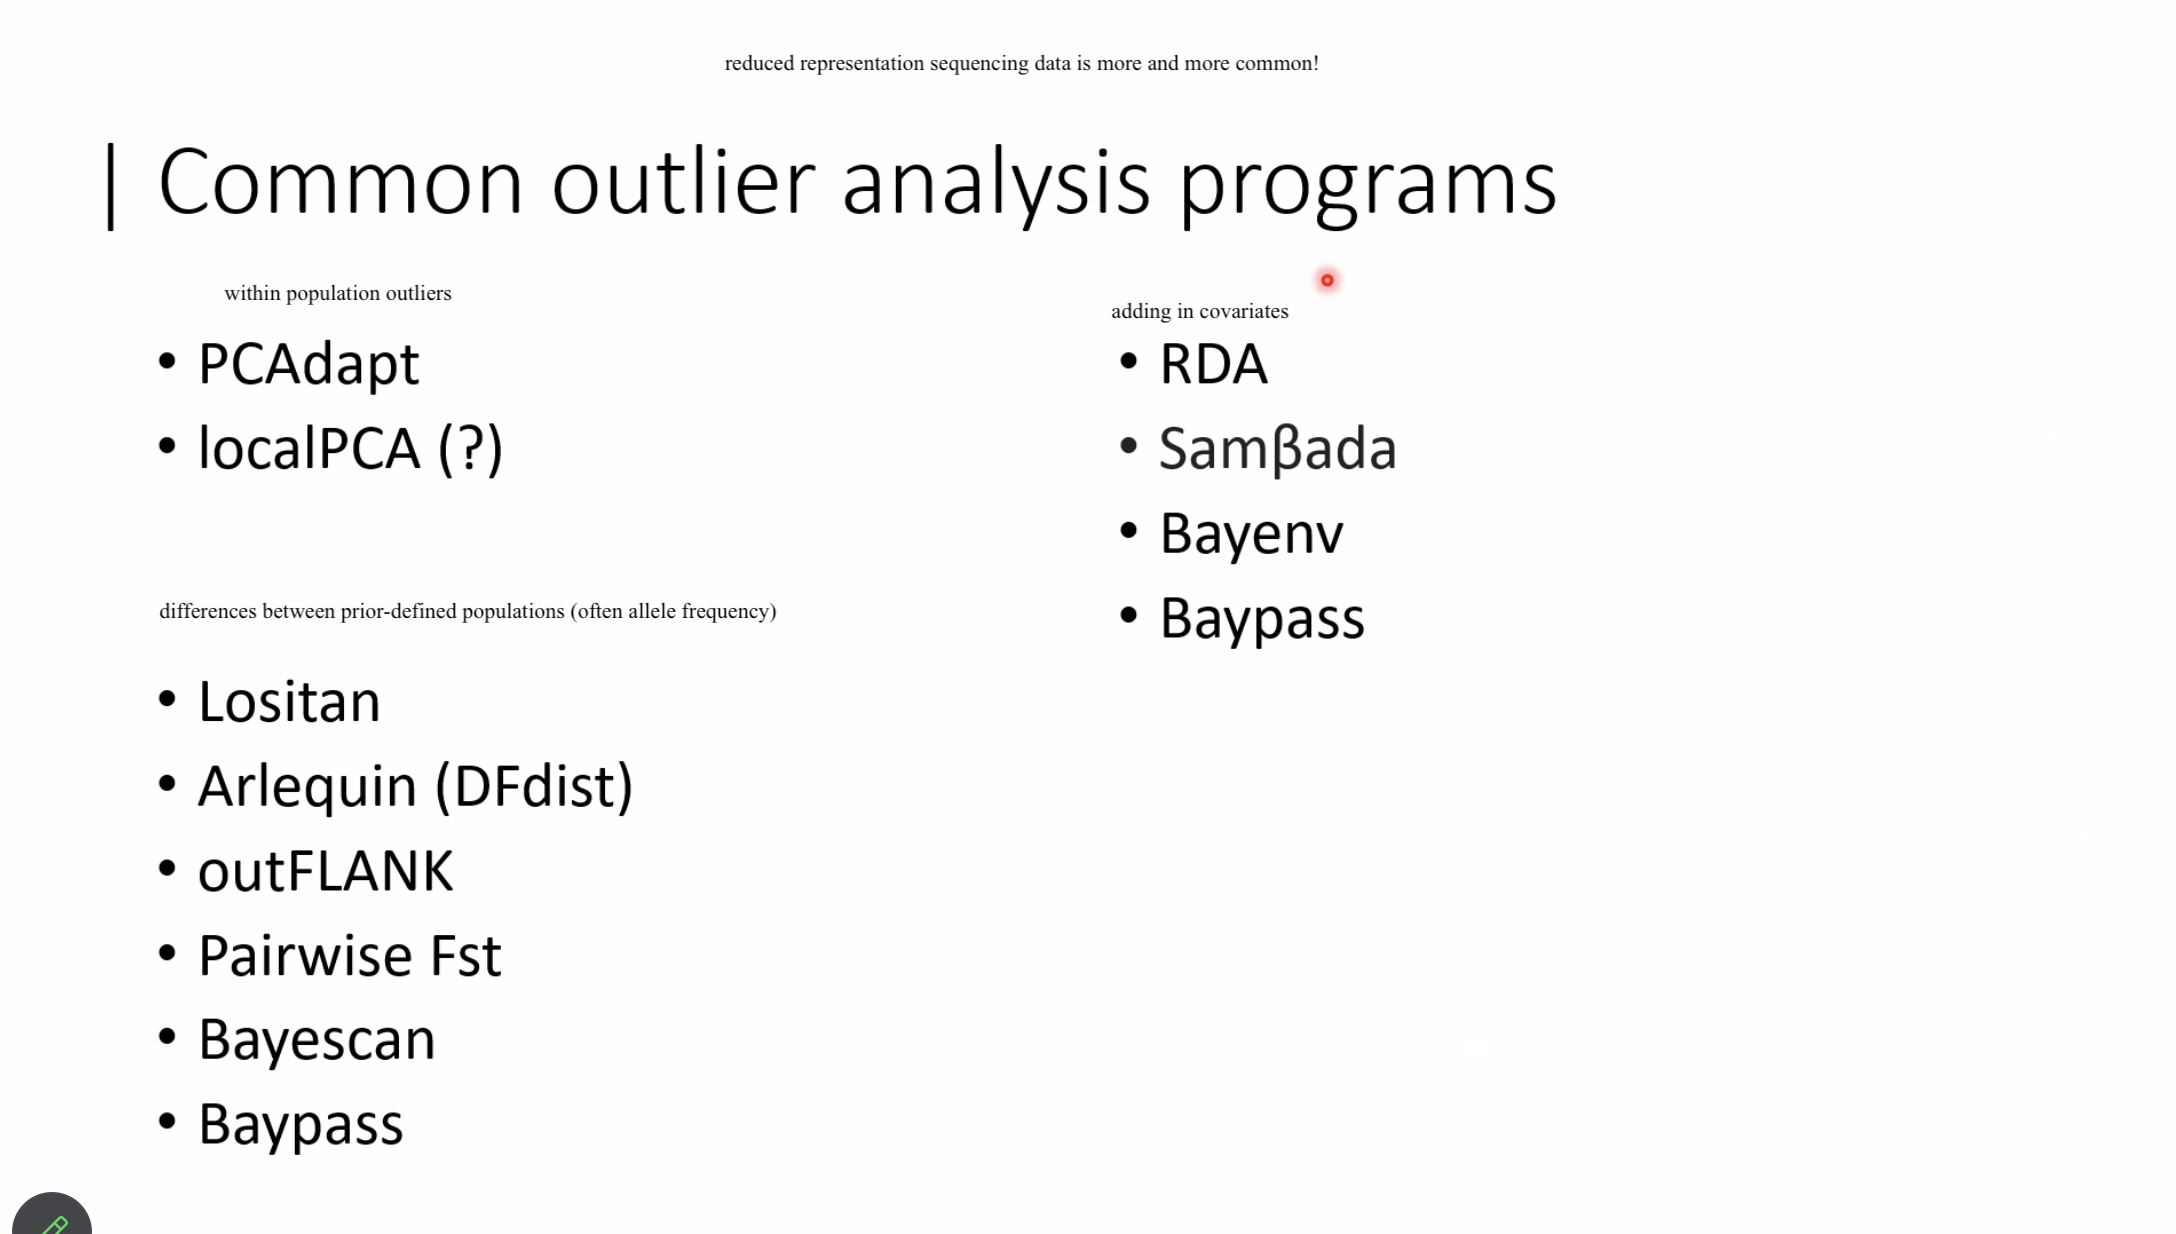 reduced representation sequencing data is more and more common!
| Common outlier analysis programs
within population outliers
• PCAdapt
• localPCA (?)
differences between prior-defined populations (often allele frequency)
• Lositan
• Arlequin (DFdist)
• outFLANK
• Pairwise Fst
• Bayescan
• Baypass
adding in covariates
• RDA
• Samβada
• Bayenv
• Baypass